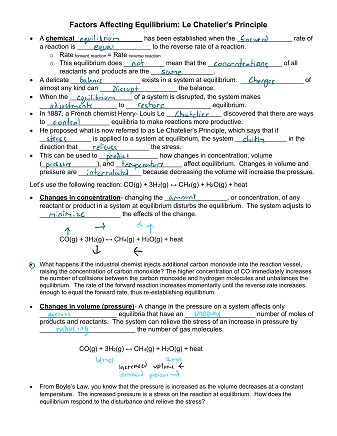 Factors Affecting Equilibrium: Le Chatelier's Principle
• A chemical equilibrium has been established when the forward rate of
a reaction is equal to the reverse rate of a reaction.
o Rate forward reaction = Rate reverse reaction
o This equilibrium does not mean that the concentrations of all
reactants and products are the same.
• A delicate balance exists in a system at equilibrium. Changes of
almost any kind can disrupt the balance.
• When the equilibrium of a system is disrupted, the system makes
adjustments to restore equilibrium.
• In 1887, a French chemist Henry- Louis Le Chatelier discovered that there are ways
to control equilibria to make reactions more productive.
• He proposed what is now referred to as Le Chatelier's Principle, which says that if
stress is applied to a system at equilibrium, the system shifts in the
direction that relieves the stress.
• This can be used to predict how changes in concentration, volume
(pressure), and temperature affect equilibrium. Changes in volume and
pressure are interrelated because decreasing the volume will increase the pressure.
Let's use the following reaction: CO(g) + 3H₂(g) ↔ CH₄(g) + H₂O(g) + heat
• Changes in concentration- changing the amount, or concentration, of any
reactant or product in a system at equilibrium disturbs the equilibrium. The system adjusts to
minimize the effects of the change.
CO(g) + 3H₂(g) ↔ CH₄(g) + H₂O(g) + heat
What happens if the industrial chemist injects additional carbon monoxide into the reaction vessel,
raising the concentration of carbon monoxide? The higher concentration of CO immediately increases
the number of collisions between the carbon monoxide and hydrogen molecules and unbalances the
equilibrium. The rate of the forward reaction increases momentarily until the reverse rate increases
enough to equal the forward rate, thus re-establishing equilibrium.
• Changes in volume (pressure)- A change in the pressure on a system affects only
gaseous equilibria that have an unequal number of moles of
products and reactants. The system can relieve the stress of an increase in pressure by
reducing the number of gas molecules.
CO(g) + 3H₂(g) ↔ CH₄(g) + H₂O(g) + heat
4mol 2mol
increased volume ←
increased pressure →
• From Boyle's Law, you know that the pressure is increased as the volume decreases at a constant
temperature. The increased pressure is a stress on the reaction at equilibrium. How does the
equilibrium respond to the disturbance and relieve the stress?